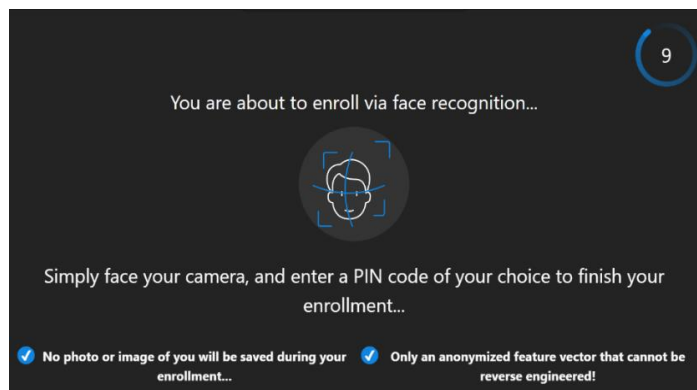 9
You are about to enroll via face recognition...
Simply face your camera, and enter a PIN code of your choice to finish your
enrollment...
No photo or image of you will be saved during your
enrollment...
Only an anonymized feature vector that cannot be
reverse engineered!